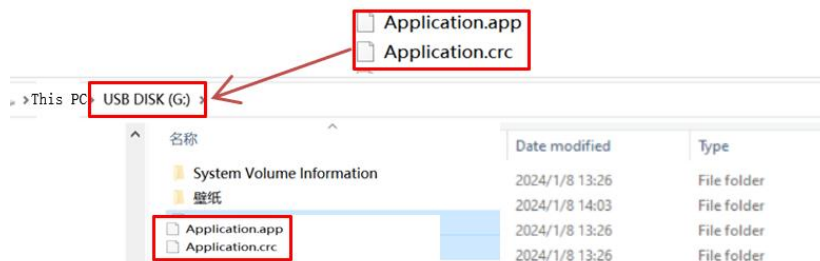 Application.app
Application.crc
This PC > USB DISK (G:) >
名称 Date modified Type
System Volume Information 2024/1/8 13:26 File folder
壁纸 2024/1/8 14:03 File folder
Application.app 2024/1/8 13:26 File folder
Application.crc 2024/1/8 13:26 File folder